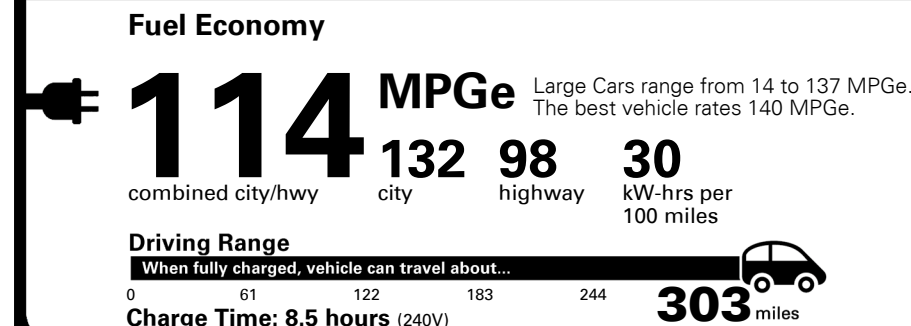 Fuel Economy
114
MPGe
Large Cars range from 14 to 137 MPGe.
The best vehicle rates 140 MPGe.
132 98 30
combined city/hwy city highway kW-hrs per
100 miles
Driving Range
When fully charged, vehicle can travel about...
0 61 122 183 244 303 miles
Charge Time: 8.5 hours (240V)